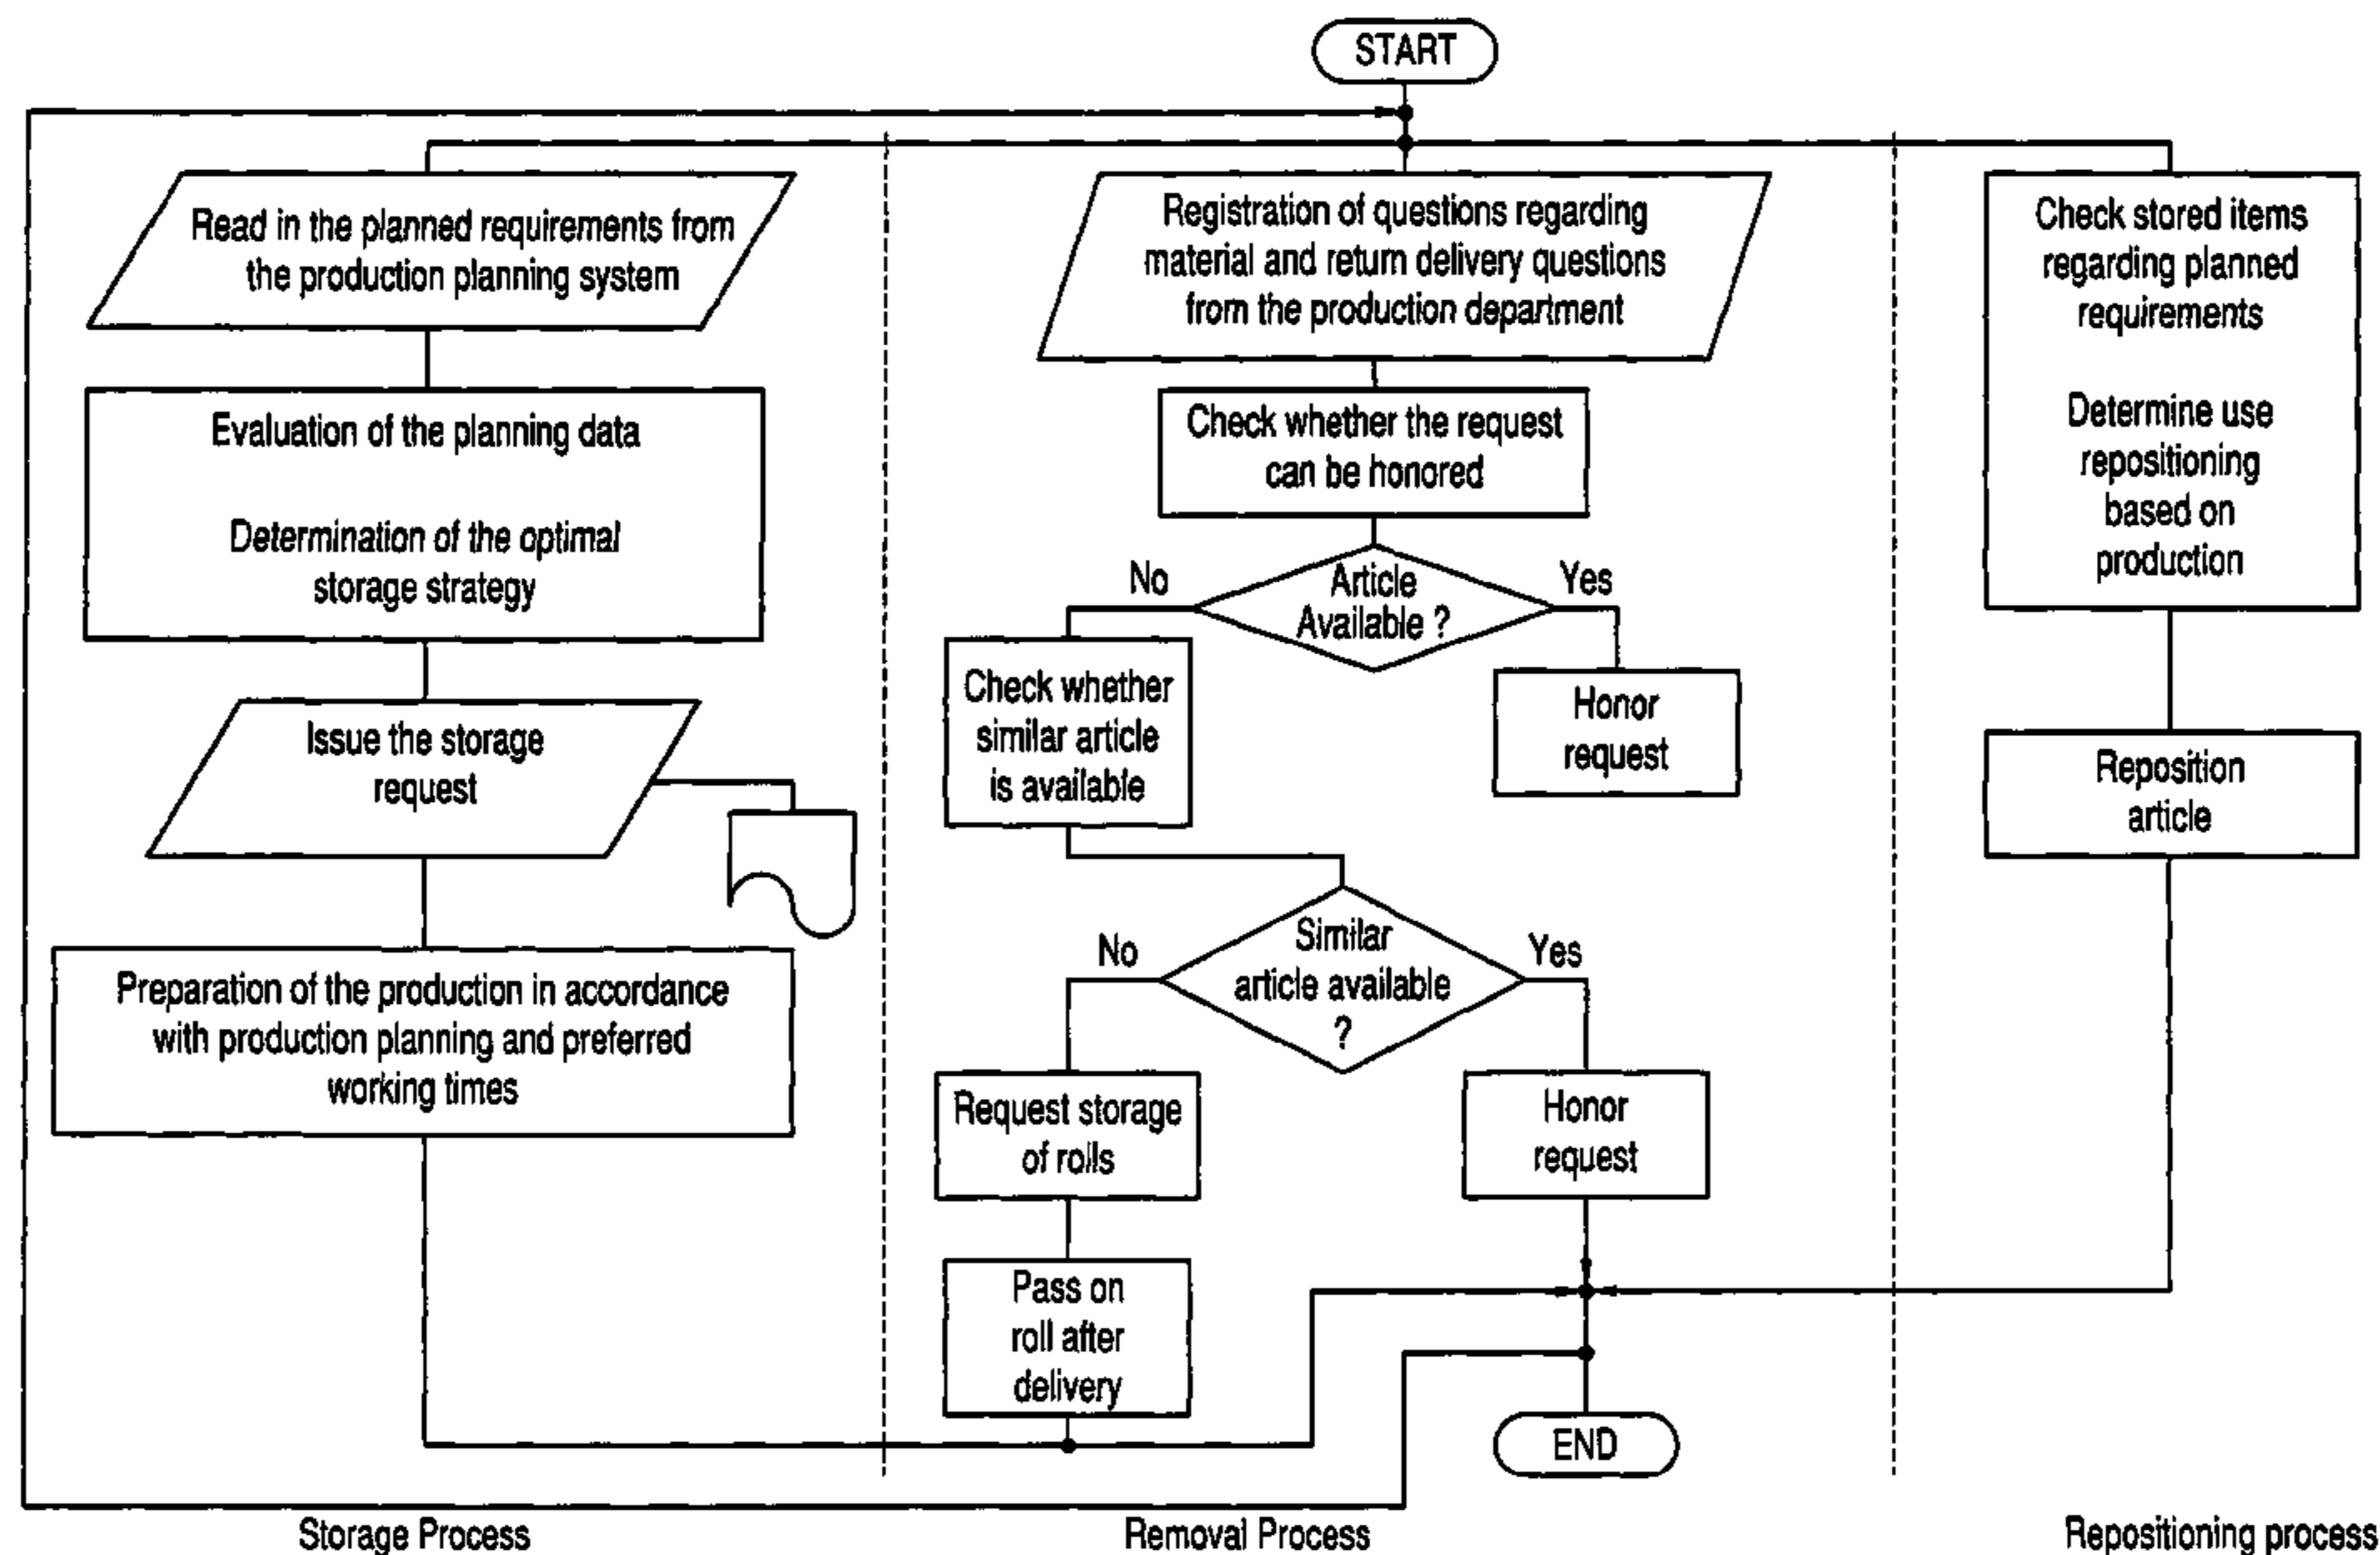 START
Read in the planned requirements from
the production planning system
Evaluation of the planning data
Determination of the optimal
storage strategy
Issue the storage
request
Preparation of the production in accordance
with production planning and preferred
working times
Registration of questions regarding
material and return delivery questions
from the production department
Check whether the request
can be honored
Article
Available ?
No
Yes
Check whether
similar article
is available
Honor
request
Similar
article available
?
No
Yes
Request storage
of rolls
Honor
request
Pass on
roll after
delivery
END
Check stored items
regarding planned
requirements
Determine use
repositioning
based on
production
Reposition
article
Storage Process
Removal Process
Repositioning process